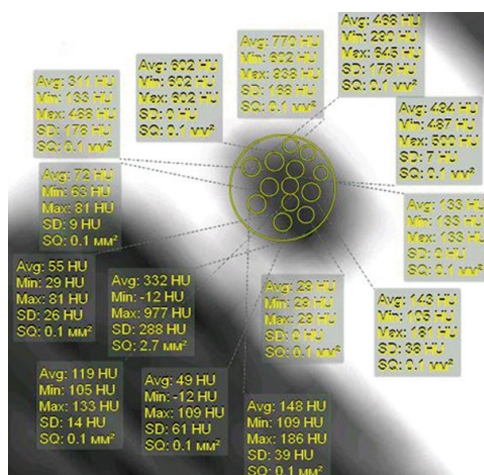 Avg: 468 HU
Min: 290 HU
Max: 645 HU
SD: 178 HU
SQ: 0.1 мм²
Avg: 770 HU
Min: 602 HU
Max: 938 HU
SD: 168 HU
SQ: 0.1 мм²
Avg: 602 HU
Min: 602 HU
Max: 602 HU
SD: 0 HU
SQ: 0.1 мм²
Avg: 311 HU
Min: 133 HU
Max: 488 HU
SD: 178 HU
SQ: 0.1 мм²
Avg: 494 HU
Min: 487 HU
Max: 500 HU
SD: 7 HU
SQ: 0.1 мм²
Avg: 72 HU
Min: 63 HU
Max: 81 HU
SD: 9 HU
SQ: 0.1 мм²
Avg: 133 HU
Min: 133 HU
Max: 133 HU
SD: 0 HU
SQ: 0.1 мм²
Avg: 55 HU
Min: 29 HU
Max: 81 HU
SD: 26 HU
SQ: 0.1 мм²
Avg: 332 HU
Min: -12 HU
Max: 977 HU
SD: 288 HU
SQ: 2.7 мм²
Avg: 29 HU
Min: 29 HU
Max: 29 HU
SD: 0 HU
SQ: 0.1 мм²
Avg: 143 HU
Min: 105 HU
Max: 181 HU
SD: 38 HU
SQ: 0.1 мм²
Avg: 119 HU
Min: 105 HU
Max: 133 HU
SD: 14 HU
SQ: 0.1 мм²
Avg: 49 HU
Min: -12 HU
Max: 109 HU
SD: 61 HU
SQ: 0.1 мм²
Avg: 148 HU
Min: 109 HU
Max: 186 HU
SD: 39 HU
SQ: 0.1 мм²